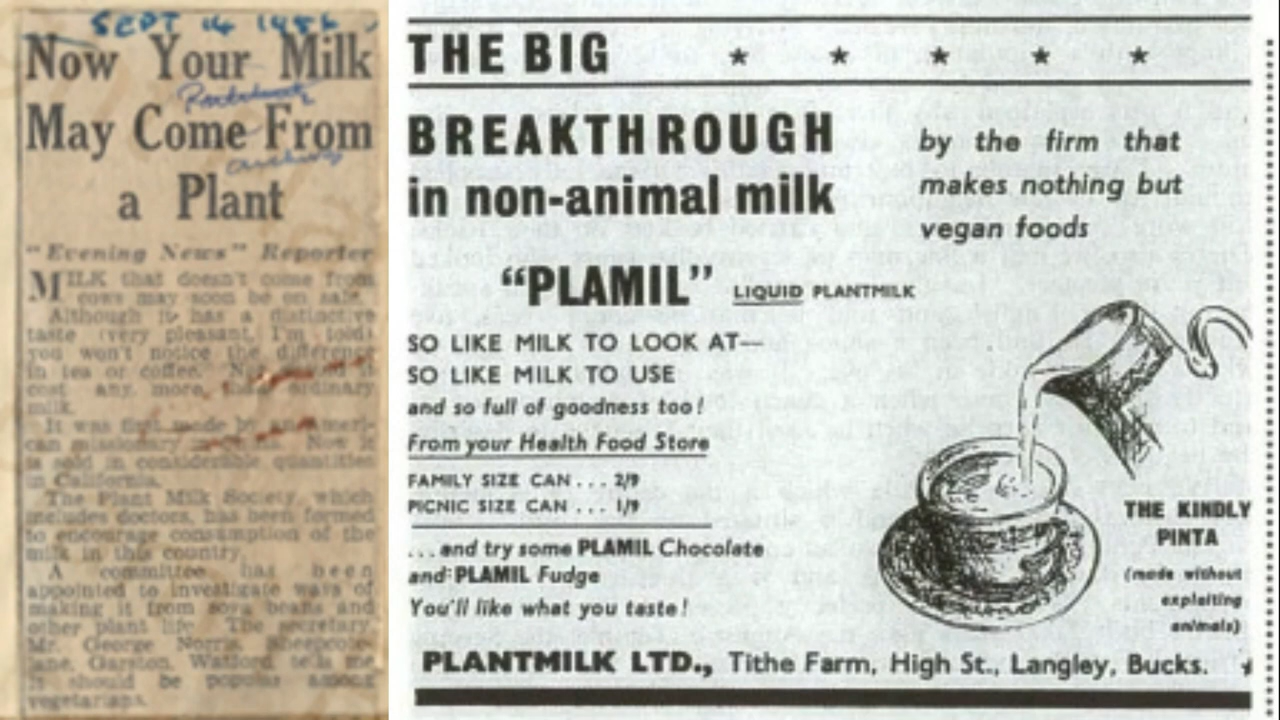 SEPT 14 1956
Now Your Milk
May Come From
a Plant
"Evening News" Reporter
MILK that doesn't come from
cows may soon be on sale.
Although it has a distinctive
taste (very pleasant, I'm told)
you won't notice the difference
in tea or coffee. Nor would it
cost any more than ordinary
milk.
It was first made by an Ameri-
can missionary in China. Now it
is sold in considerable quantities
in California.
The Plant Milk Society, which
includes doctors, has been formed
to encourage consumption of the
milk in this country.
A committee has been
appointed to investigate ways of
making it from soya beans and
other plant life. The secretary,
Mr. George Norris, Sheepcote-
lane, Garston, Watford, tells me
it should be popular among
vegetarians.
THE BIG ★ ★ ★ ★ ★
BREAKTHROUGH
in non-animal milk
by the firm that
makes nothing but
vegan foods
"PLAMIL" LIQUID PLANTMILK
SO LIKE MILK TO LOOK AT—
SO LIKE MILK TO USE
and so full of goodness too!
From your Health Food Store
FAMILY SIZE CAN . . . 2/9
PICNIC SIZE CAN . . . 1/9
. . . and try some PLAMIL Chocolate
and PLAMIL Fudge
You'll like what you taste!
THE KINDLY
PINTA
(made without
exploiting
animals)
PLANTMILK LTD., Tithe Farm, High St., Langley, Bucks. ★